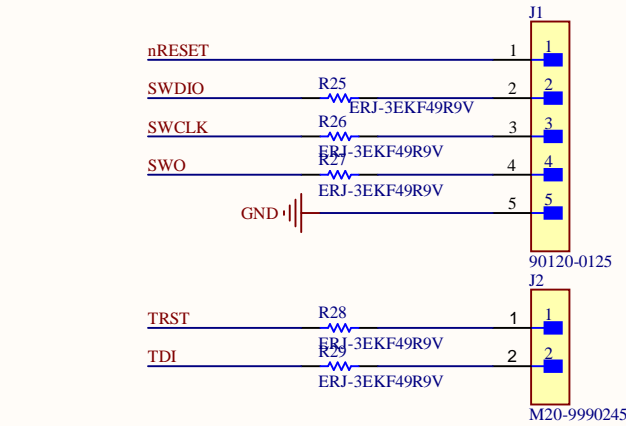 J1
nRESET 1 1
SWDIO R25 2 2
ERJ-3EKF49R9V
SWCLK R26 3 3
ERJ-3EKF49R9V
SWO R27 4 4
ERJ-3EKF49R9V
GND 5 5
90120-0125
J2
TRST R28 1 1
ERJ-3EKF49R9V
TDI R29 2 2
ERJ-3EKF49R9V
M20-9990245